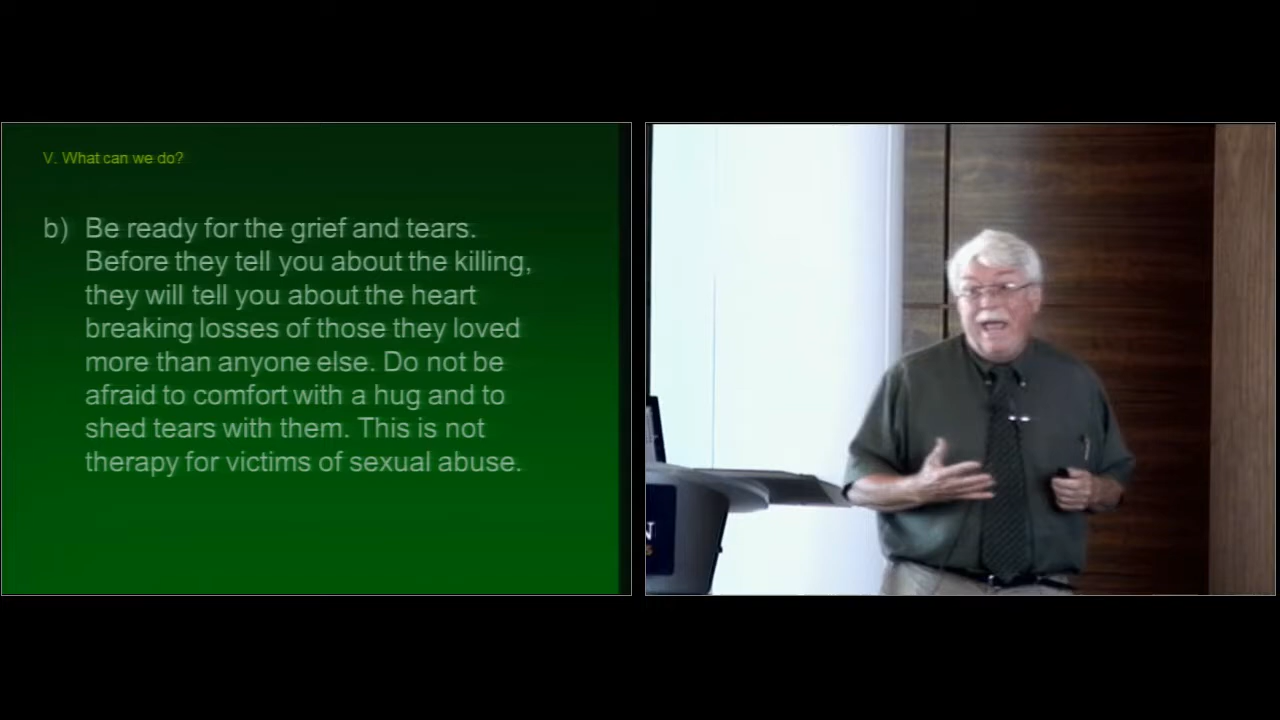 V. What can we do?
b) Be ready for the grief and tears.
Before they tell you about the killing,
they will tell you about the heart
breaking losses of those they loved
more than anyone else. Do not be
afraid to comfort with a hug and to
shed tears with them. This is not
therapy for victims of sexual abuse.